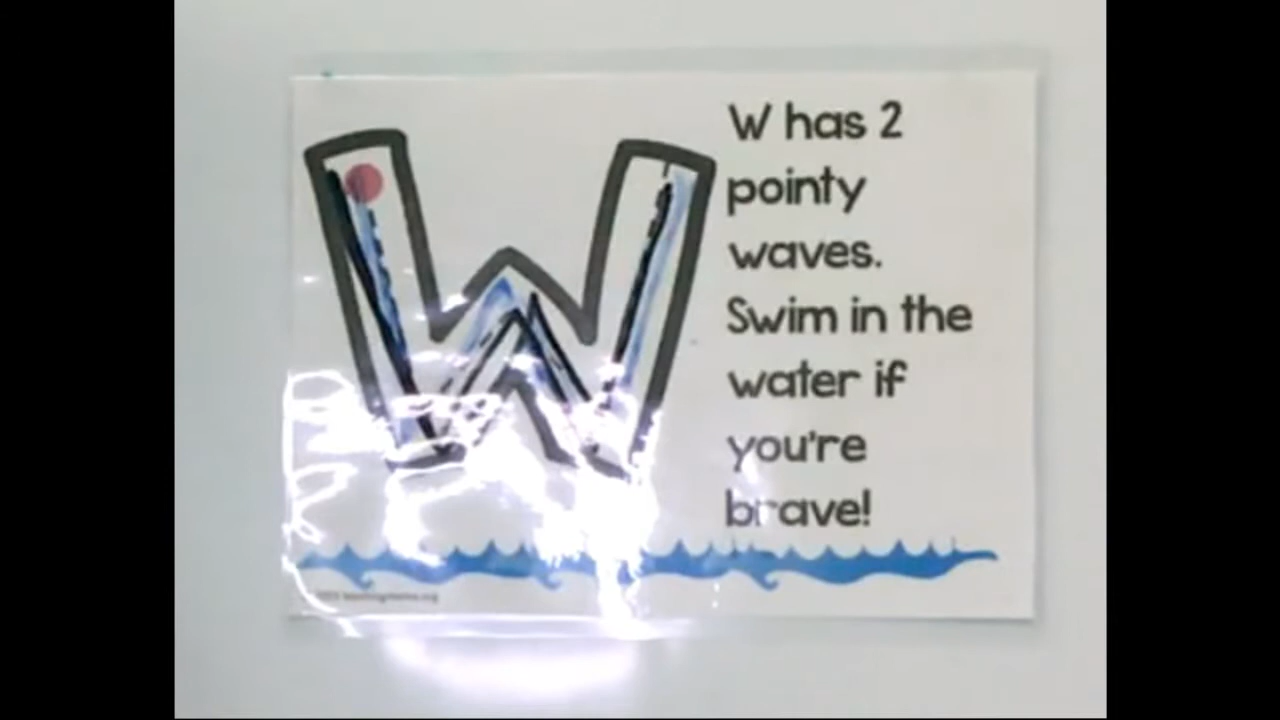 W
W has 2
pointy
waves.
Swim in the
water if
you're
brave!